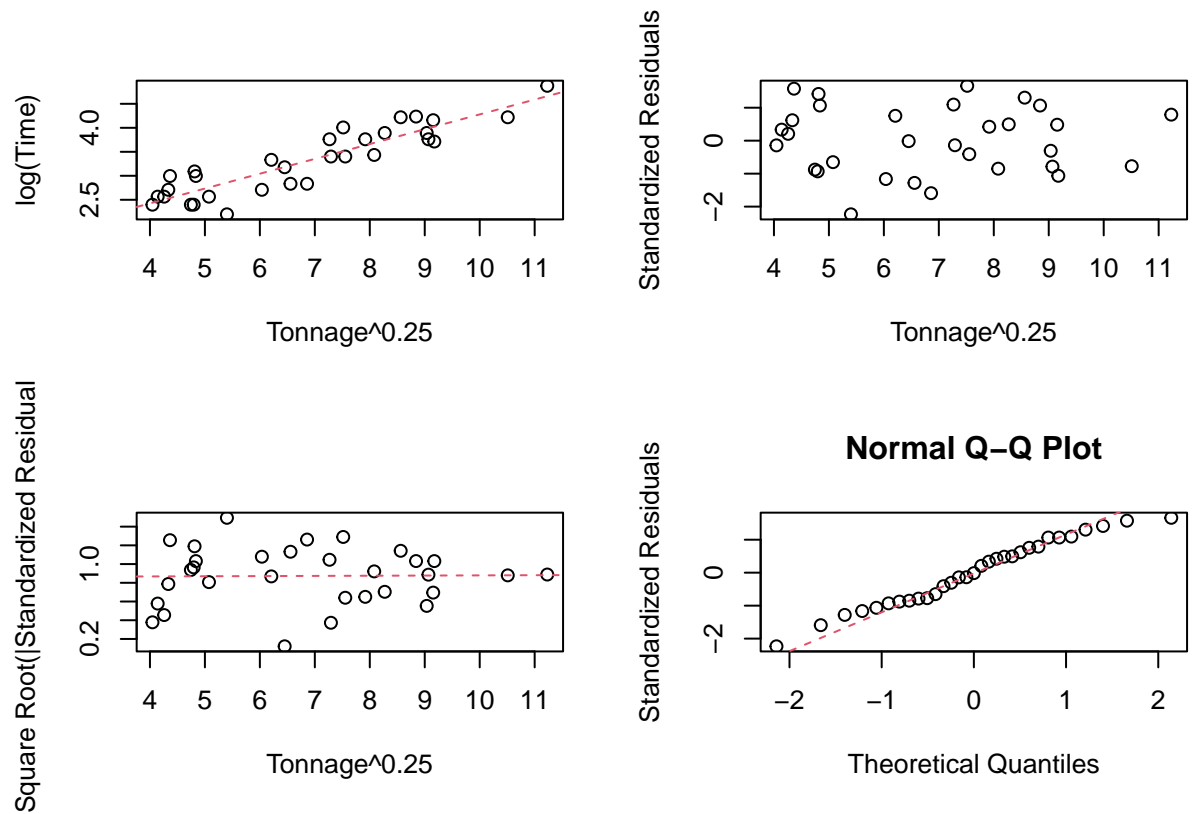 log(Time)
2.5
4.0
4 5 6 7 8 9 10 11
Tonnage^0.25
Standardized Residuals
−2
0
4 5 6 7 8 9 10 11
Tonnage^0.25
Square Root(|Standardized Residual
0.2
1.0
4 5 6 7 8 9 10 11
Tonnage^0.25
Normal Q−Q Plot
Standardized Residuals
−2
0
−2 −1 0 1 2
Theoretical Quantiles